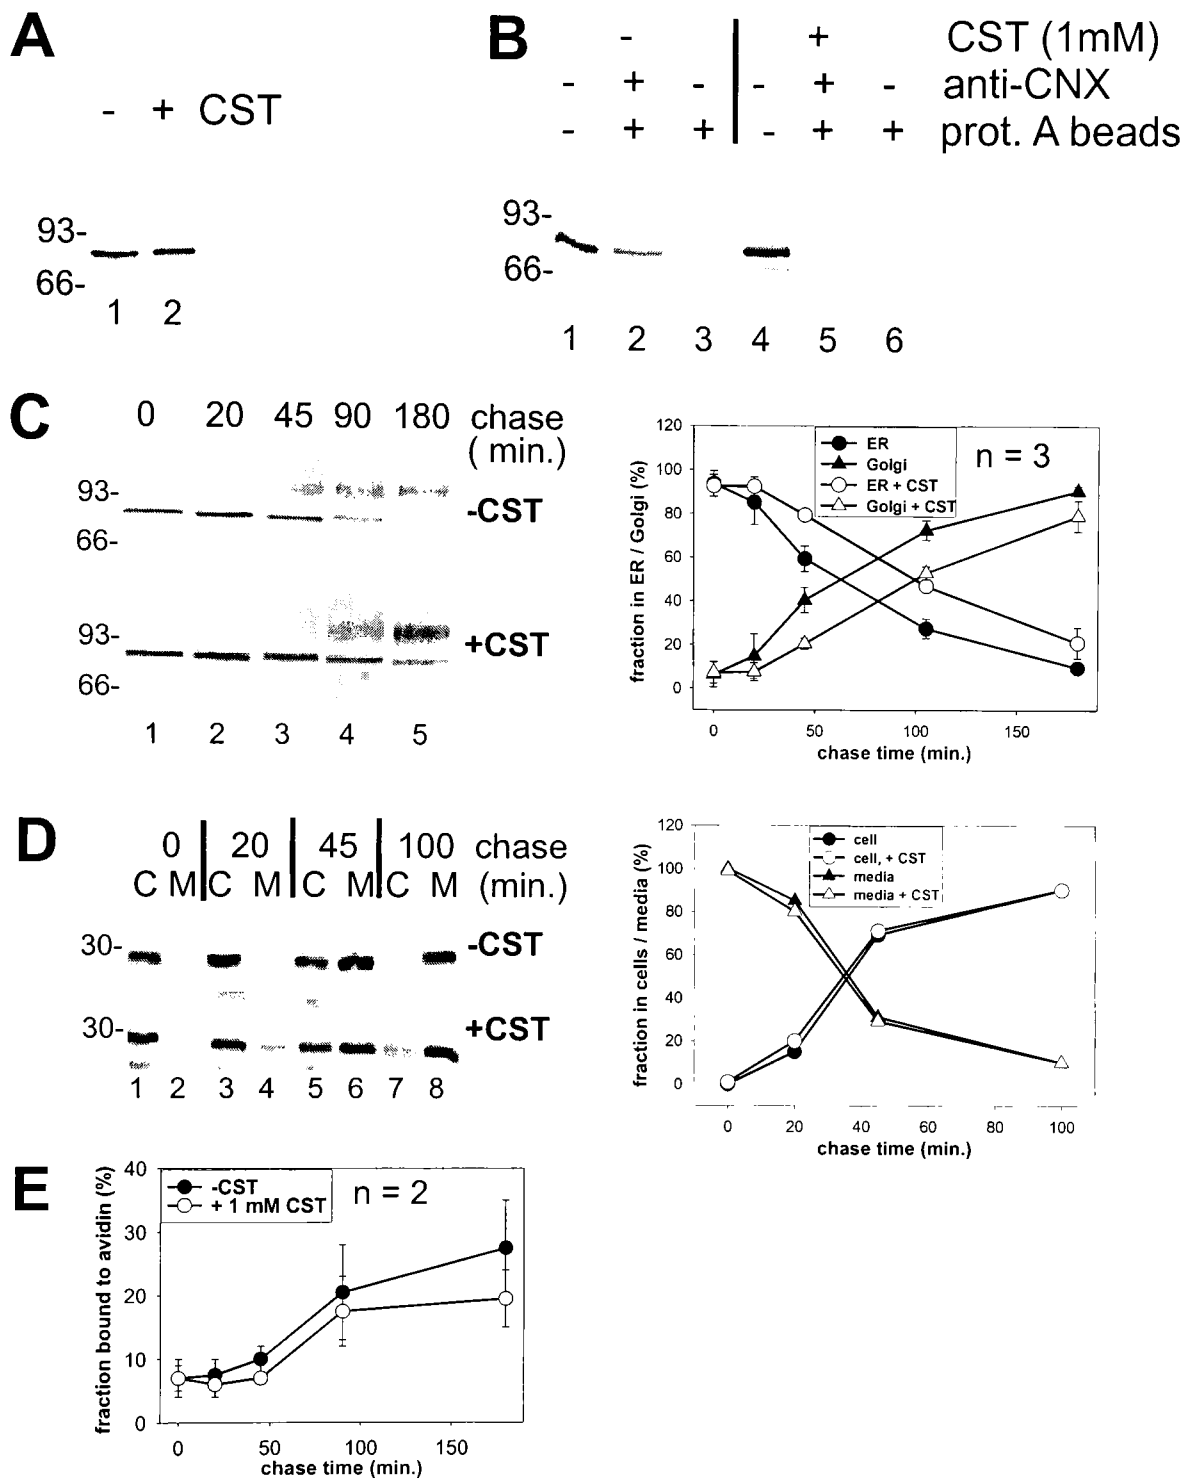 A
- + CST
93-
66-
1 2
B
- + CST (1mM)
- + - - + - anti-CNX
- + + - + + prot. A beads
93-
66-
1 2 3 4 5 6
C
0 20 45 90 180 chase
( min.)
93-
-CST
66-
93-
+CST
66-
1 2 3 4 5
120
100
80
60
40
20
0
ER
Golgi
ER + CST
Golgi + CST
n = 3
fraction in ER / Golgi (%)
0 50 100 150
chase time (min.)
D
0 20 45 100 chase
C M C M C M C M (min.)
30-
-CST
30-
+CST
1 2 3 4 5 6 7 8
120
100
80
60
40
20
0
cell
cell, + CST
media
media + CST
fraction in cells / media (%)
0 20 40 60 80 100
chase time (min.)
E
40
30
20
10
0
-CST
+ 1 mM CST
n = 2
fraction bound to avidin (%)
0 50 100 150
chase time (min.)